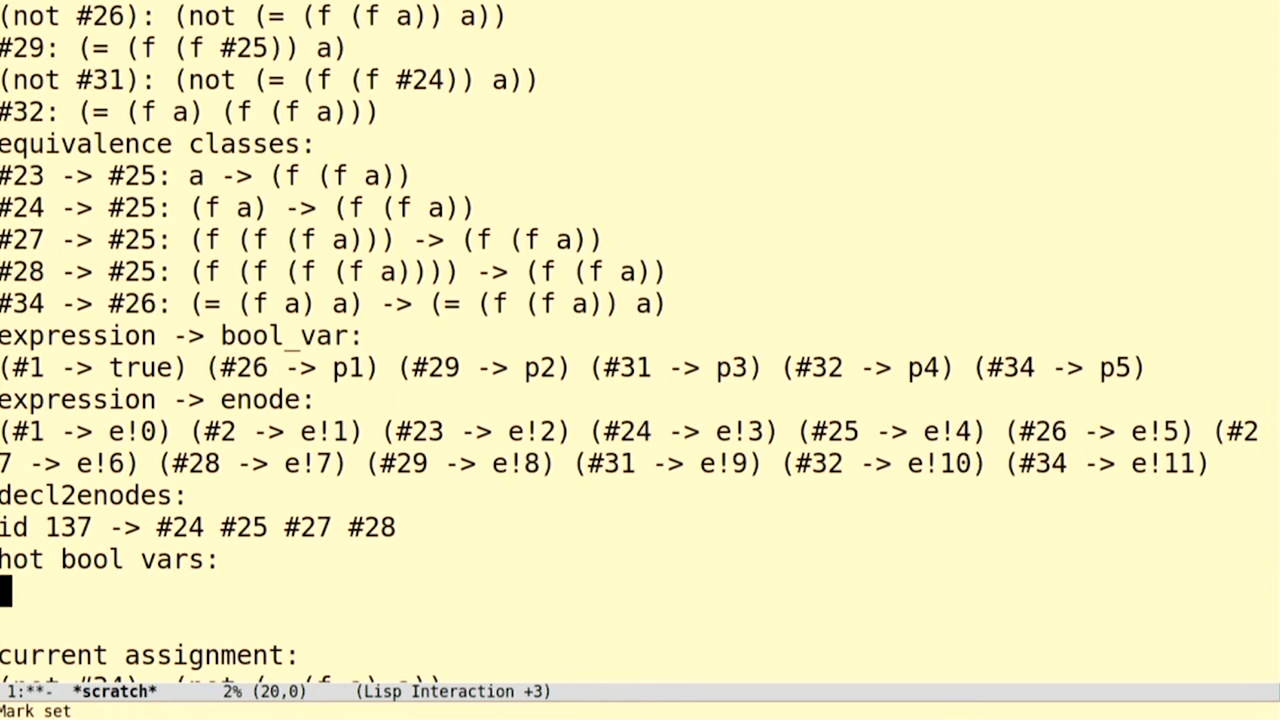 (not #26): (not (= (f (f a)) a))
#29: (= (f (f #25)) a)
(not #31): (not (= (f (f #24)) a))
#32: (= (f a) (f (f a)))
equivalence classes:
#23 -> #25: a -> (f (f a))
#24 -> #25: (f a) -> (f (f a))
#27 -> #25: (f (f (f a))) -> (f (f a))
#28 -> #25: (f (f (f (f a)))) -> (f (f a))
#34 -> #26: (= (f a) a) -> (= (f (f a)) a)
expression -> bool_var:
(#1 -> true) (#26 -> p1) (#29 -> p2) (#31 -> p3) (#32 -> p4) (#34 -> p5)
expression -> enode:
(#1 -> e!0) (#2 -> e!1) (#23 -> e!2) (#24 -> e!3) (#25 -> e!4) (#26 -> e!5) (#2
7 -> e!6) (#28 -> e!7) (#29 -> e!8) (#31 -> e!9) (#32 -> e!10) (#34 -> e!11)
decl2enodes:
id 137 -> #24 #25 #27 #28
hot bool vars:
current assignment:
(not #34): (not (= (f a) a))
1:**- *scratch* 2% (20,0) (Lisp Interaction +3)
Mark set